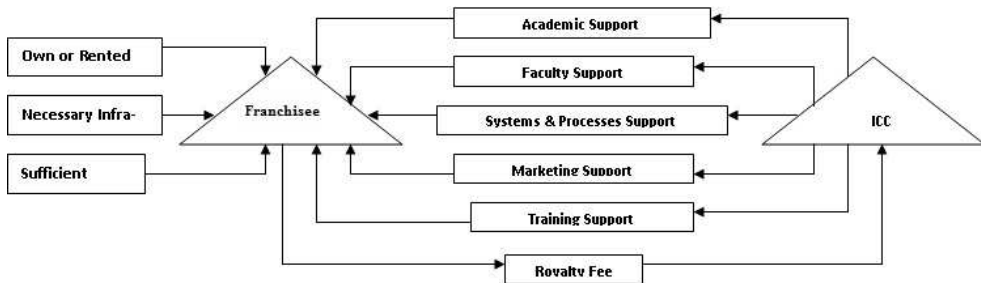 Academic Support
Own or Rented
Faculty Support
Necessary Infra-
Franchisee
Systems & Processes Support
ICC
Sufficient
Marketing Support
Training Support
Royalty Fee